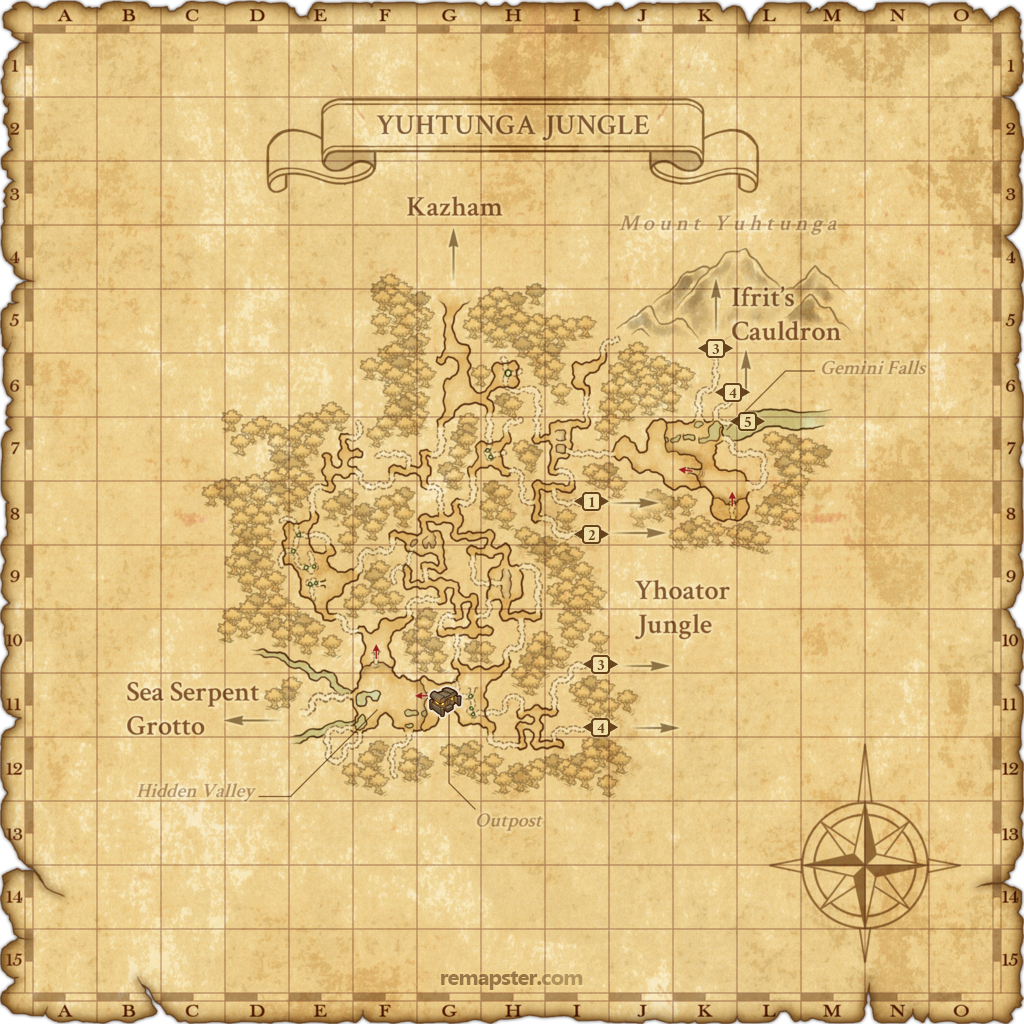 A B C D E F G H I J K L M N O
1 1
2 YUHTUNGA JUNGLE 2
3 3
Kazham
Mount Yuhtunga
4 4
Ifrit's
Cauldron
5 5
3
Gemini Falls
6 6
4
5
7 7
1
8 8
2
9 9
Yhoator
Jungle
10 10
3
Sea Serpent
Grotto
11 11
4
12 12
Hidden Valley
Outpost
13 13
14 14
15 15
remapster.com
A B C D E F G H I J K L M N O